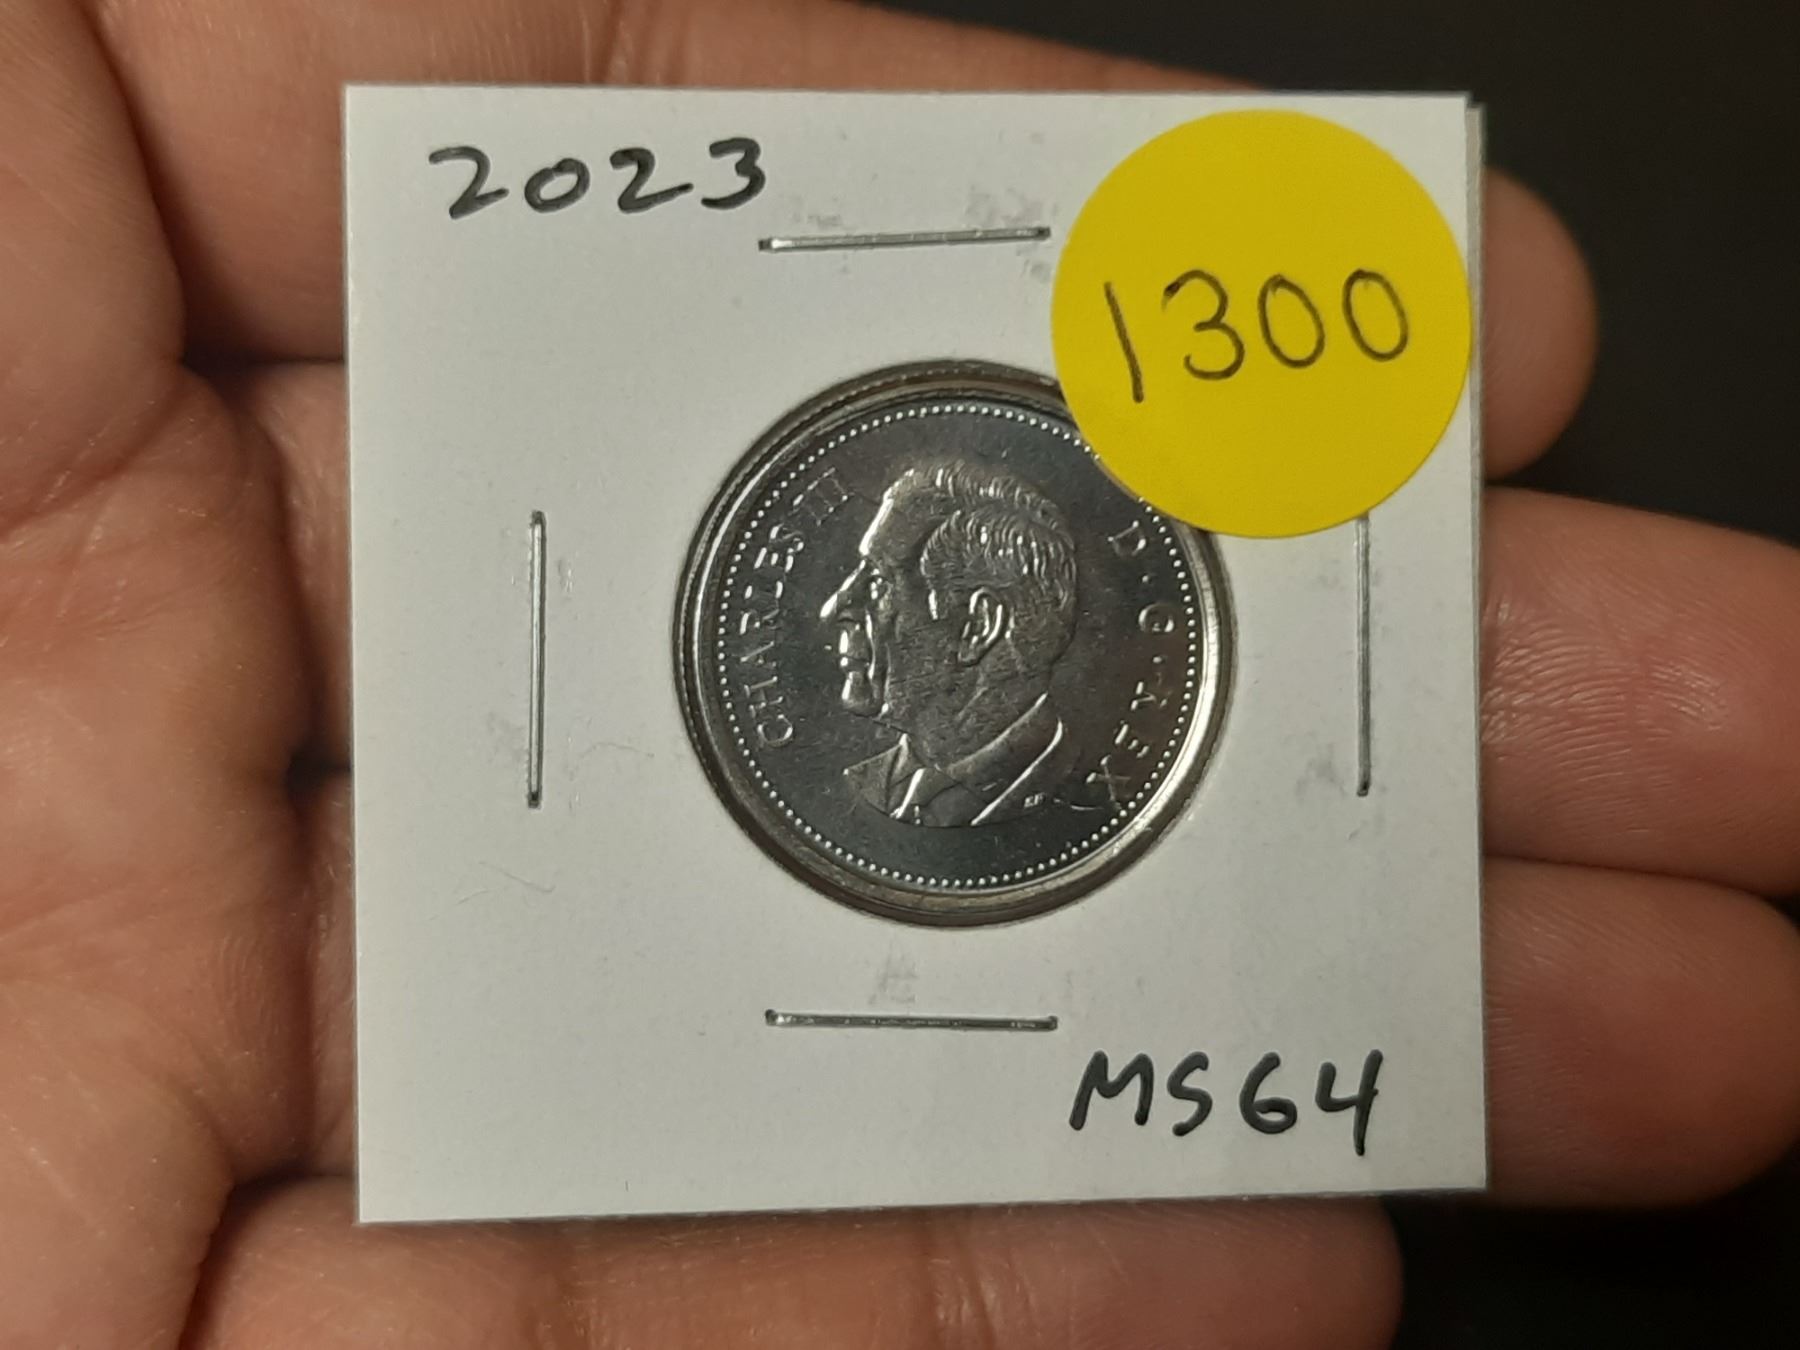 2023
1300
CHARLES III
D·G·REX
MS64